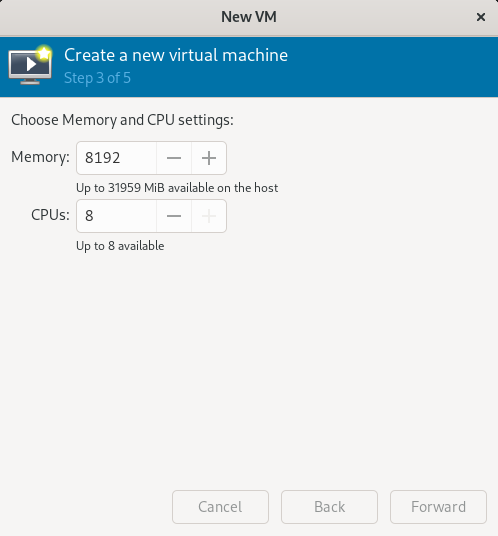 New VM
Create a new virtual machine
Step 3 of 5
Choose Memory and CPU settings:
Memory: 8192
Up to 31959 MiB available on the host
CPUs: 8
Up to 8 available
Cancel Back Forward